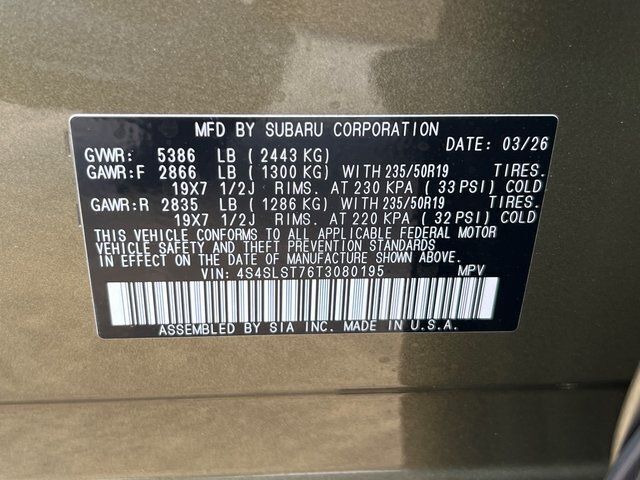 MFD BY SUBARU CORPORATION
DATE: 03/26
GVWR: 5386 LB (2443 KG)
GAWR:F 2866 LB (1300 KG) WITH 235/50R19 TIRES.
19X7 1/2J RIMS. AT 230 KPA (33 PSI) COLD
GAWR:R 2835 LB (1286 KG) WITH 235/50R19 TIRES.
19X7 1/2J RIMS. AT 220 KPA (32 PSI) COLD
THIS VEHICLE CONFORMS TO ALL APPLICABLE FEDERAL MOTOR
VEHICLE SAFETY AND THEFT PREVENTION STANDARDS
IN EFFECT ON THE DATE OF MANUFACTURE SHOWN ABOVE.
VIN: 4S4SLST76T3080195 MPV
ASSEMBLED BY SIA INC. MADE IN U.S.A.